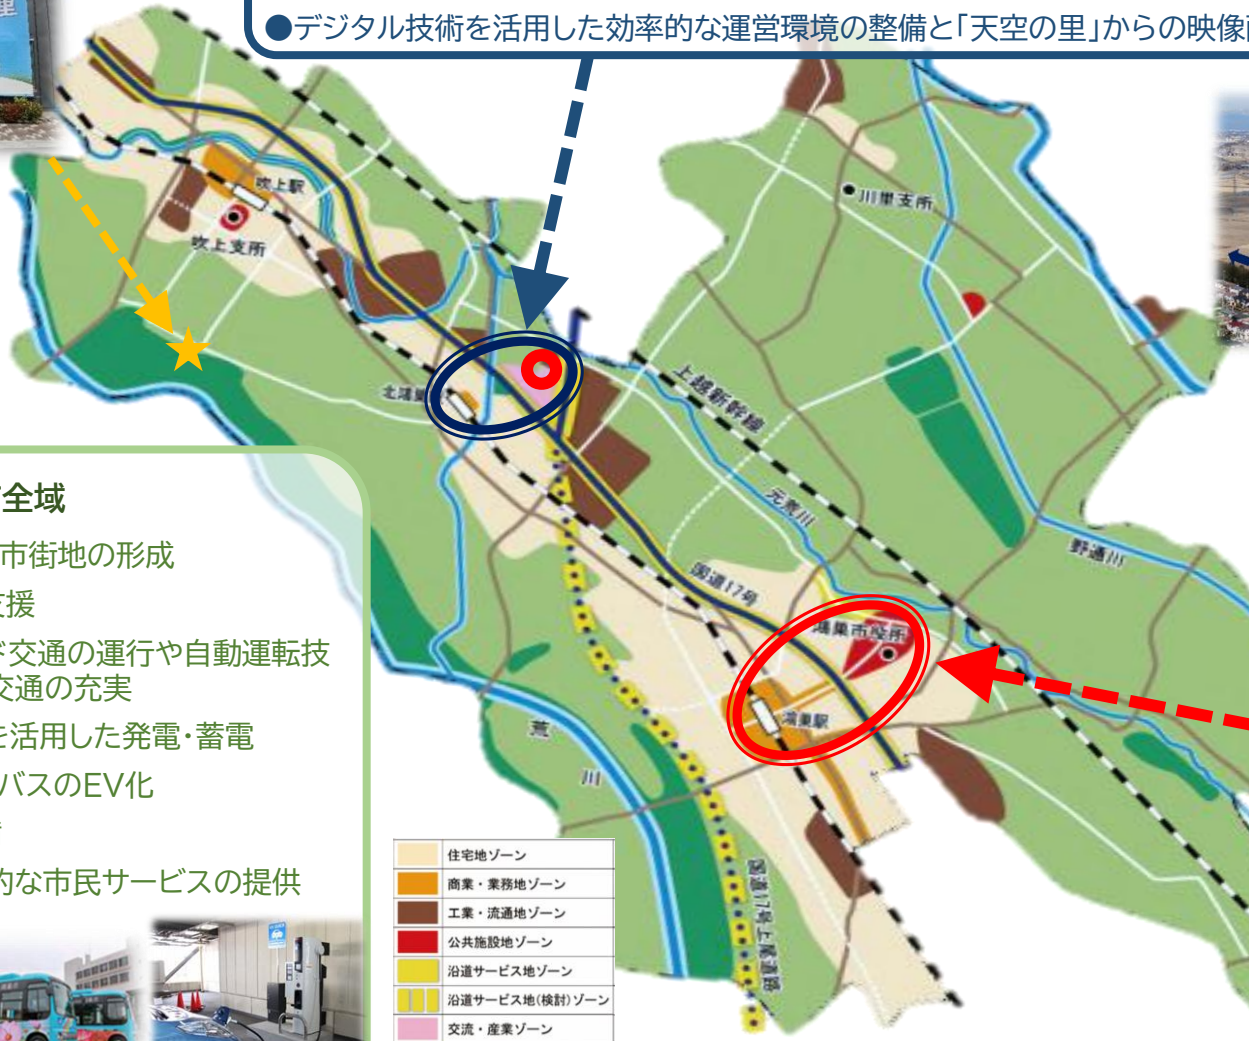 ●デジタル技術を活用した効率的な運営環境の整備と「天空の里」からの映像
吹上駅
吹上支所
川里支所
上越新幹線
元荒川
野通川
国道17号
鴻巣市役所
鴻巣駅
荒川
国道17号上尾道路
全域
市街地の形成
支援
交通の運行や自動運転技
交通の充実
を活用した発電・蓄電
バスのEV化
的な市民サービスの提供
住宅地ゾーン
商業・業務地ゾーン
工業・流通地ゾーン
公共施設地ゾーン
沿道サービス地ゾーン
沿道サービス地(検討)ゾーン
交流・産業ゾーン